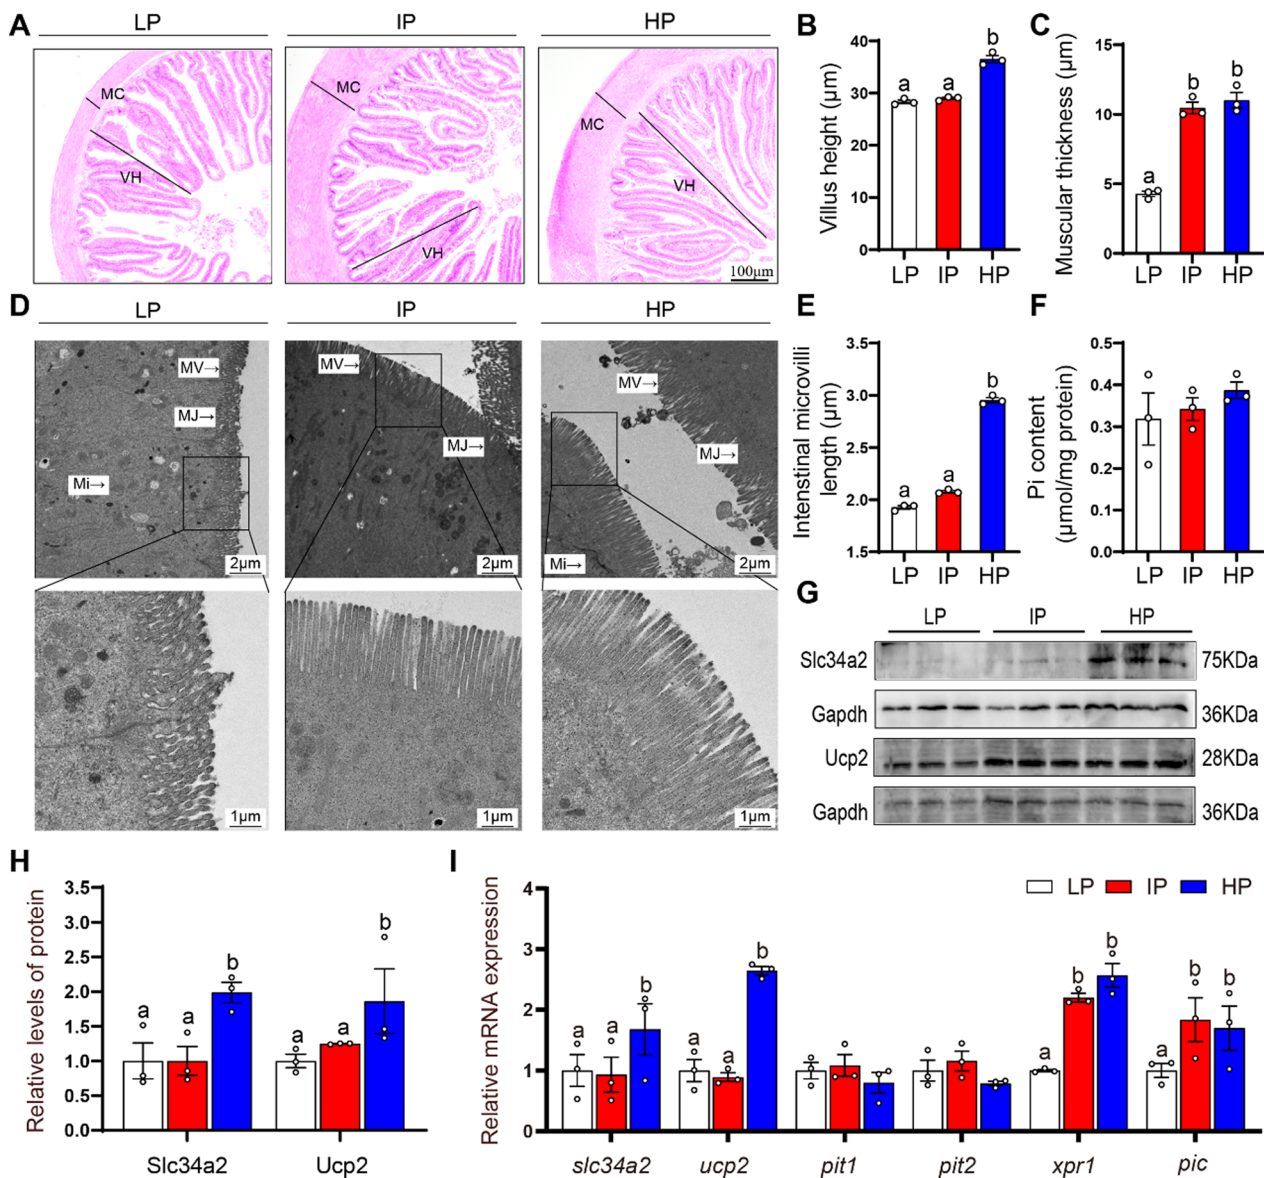 A
LP
IP
HP
MC
VH
MC
VH
MC
VH
100μm
B
Villus height (μm)
40
30
20
10
0
a
a
b
LP
IP
HP
C
Muscular thickness (μm)
15
10
5
0
a
b
b
LP
IP
HP
D
LP
IP
HP
MV→
MJ→
Mi→
2μm
MV→
MJ→
2μm
MV→
MJ→
Mi→
2μm
1μm
1μm
1μm
E
Intenstinal microvilli
length (μm)
3.5
3.0
2.5
2.0
1.5
a
a
b
LP
IP
HP
F
Pi content
(μmol/mg protein)
0.5
0.4
0.3
0.2
0.1
0.0
LP
IP
HP
G
LP
IP
HP
Slc34a2
75KDa
Gapdh
36KDa
Ucp2
28KDa
Gapdh
36KDa
H
Relative levels of protein
3.5
3.0
2.5
2.0
1.5
1.0
0.5
0.0
a
a
b
a
a
b
Slc34a2
Ucp2
I
Relative mRNA expression
4
3
2
1
0
LP
IP
HP
a
a
b
a
a
b
a
b
b
a
b
b
slc34a2
ucp2
pit1
pit2
xpr1
pic